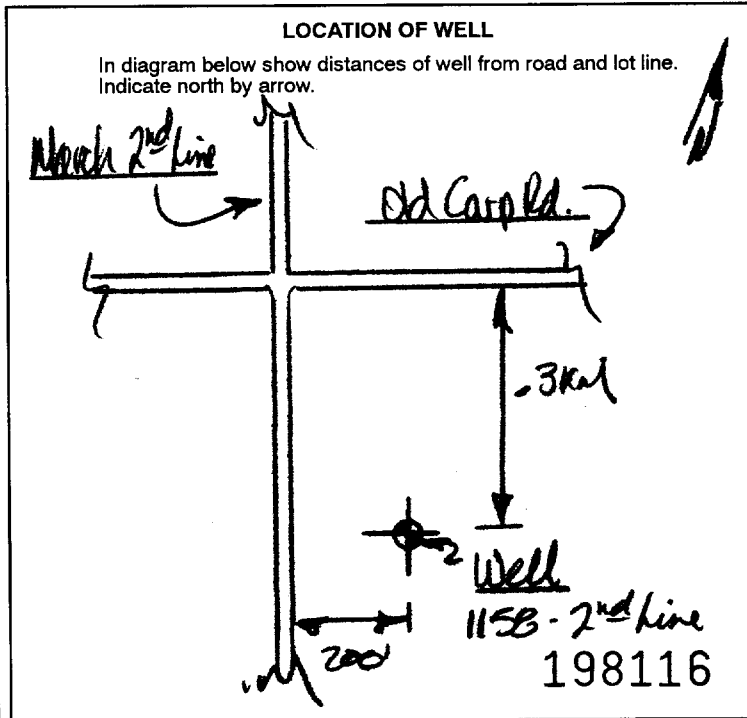 LOCATION OF WELL
In diagram below show distances of well from road and lot line.
Indicate north by arrow.
N
March 2nd Line
Old Carp Rd.
.3km
Well
1158 - 2nd Line
200'
198116